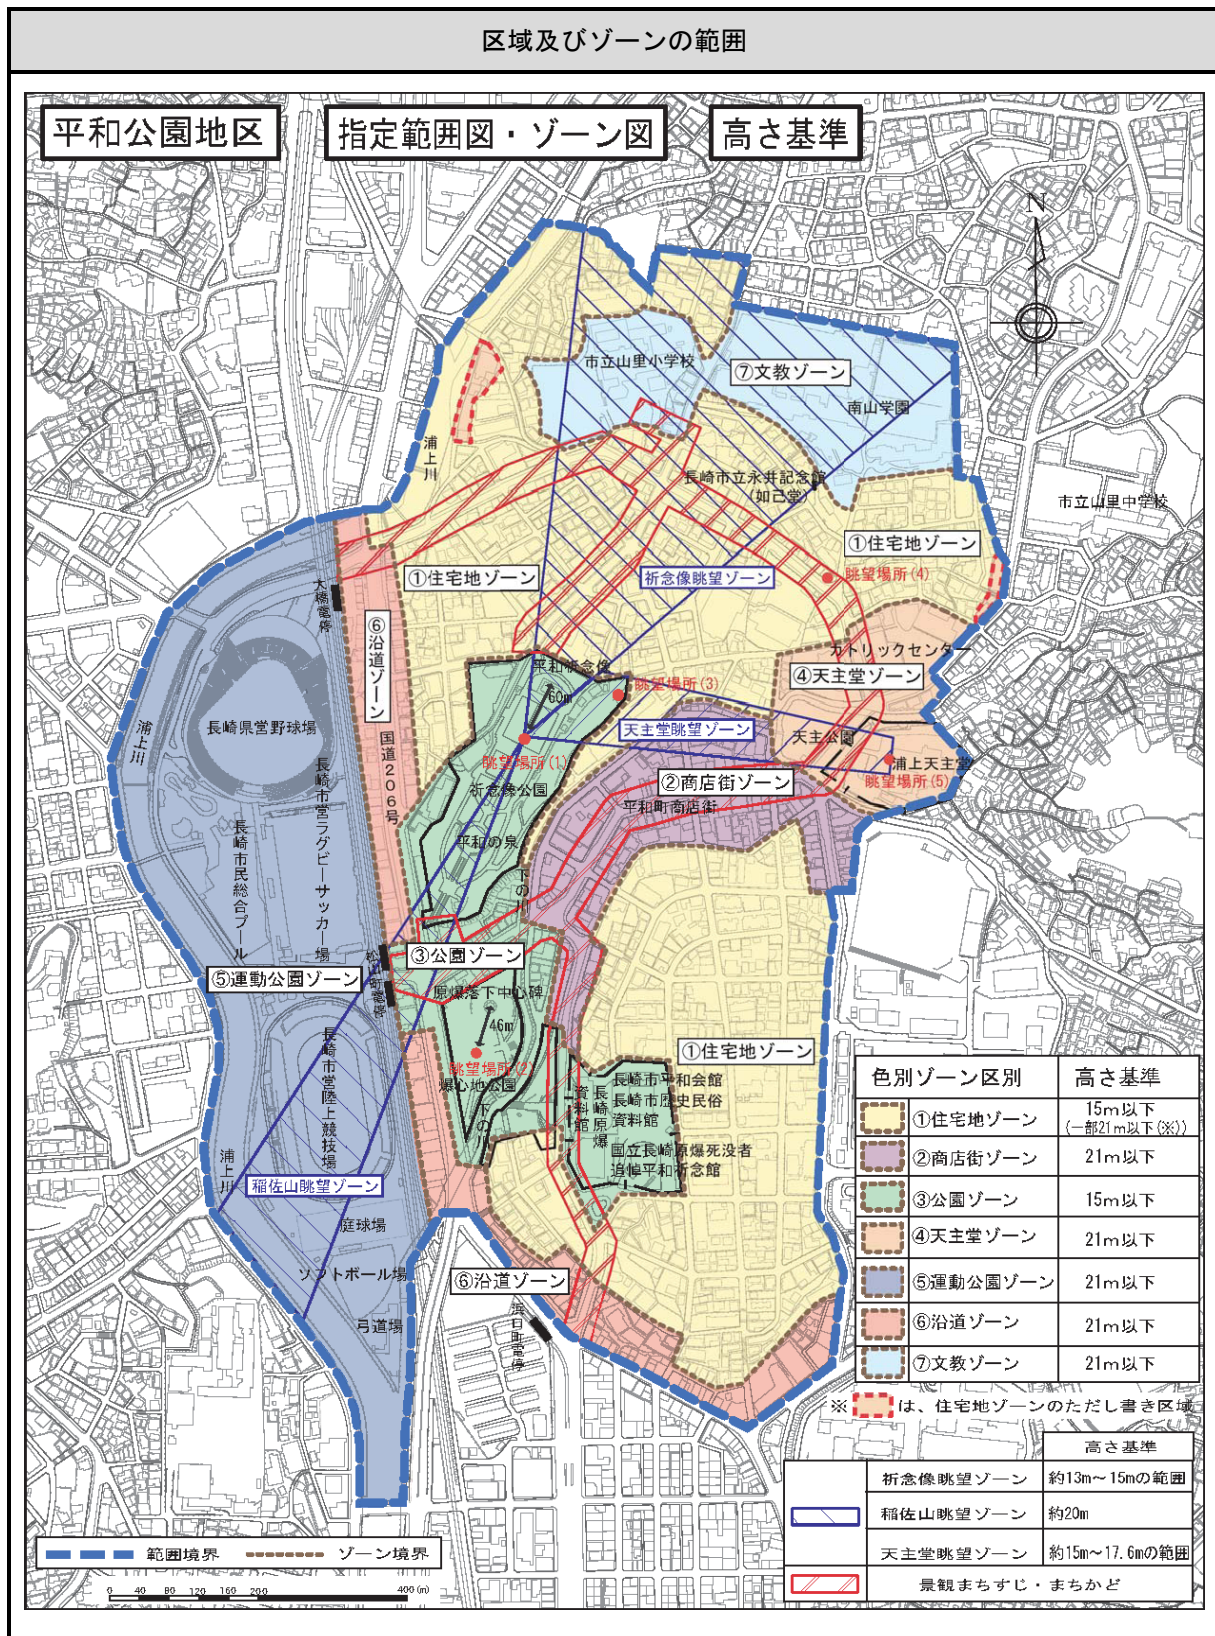 区域及びゾーンの範囲
平和公園地区
指定範囲図・ゾーン図
高さ基準
N
市立山里小学校
⑦文教ゾーン
南山学園
浦上川
長崎市立永井記念館
(如己堂)
市立山里中学校
①住宅地ゾーン
①住宅地ゾーン
祈念像眺望ゾーン
眺望場所(4)
大橋電停
⑥沿道ゾーン
カトリックセンター
平和祈念像
④天主堂ゾーン
眺望場所(3)
60m
長崎県営野球場
浦上川
国道206号
天主堂眺望ゾーン
天主公園
眺望場所(1)
浦上天主堂
眺望場所(5)
祈念像公園
②商店街ゾーン
平和町商店街
長崎市営ラグビーサッカー場
長崎市民総合プール
平和の泉
下の川
③公園ゾーン
⑤運動公園ゾーン
原爆落下中心碑
46m
長崎市営陸上競技場
①住宅地ゾーン
眺望場所(2)
爆心地公園
下の川
長崎原爆
資料館
長崎市平和会館
長崎市歴史民俗
資料館
国立長崎原爆死没者
追悼平和祈念館
浦上川
稲佐山眺望ゾーン
庭球場
ソフトボール場
⑥沿道ゾーン
弓道場
浜口町電停
色別ゾーン区別 高さ基準
①住宅地ゾーン 15m以下
(一部21m以下(※))
②商店街ゾーン 21m以下
③公園ゾーン 15m以下
④天主堂ゾーン 21m以下
⑤運動公園ゾーン 21m以下
⑥沿道ゾーン 21m以下
⑦文教ゾーン 21m以下
※ は、住宅地ゾーンのただし書き区域
高さ基準
祈念像眺望ゾーン 約13m～15mの範囲
稲佐山眺望ゾーン 約20m
天主堂眺望ゾーン 約15m～17.6mの範囲
景観まちすじ・まちかど
範囲境界 ゾーン境界
0 40 80 120 160 200 400(m)